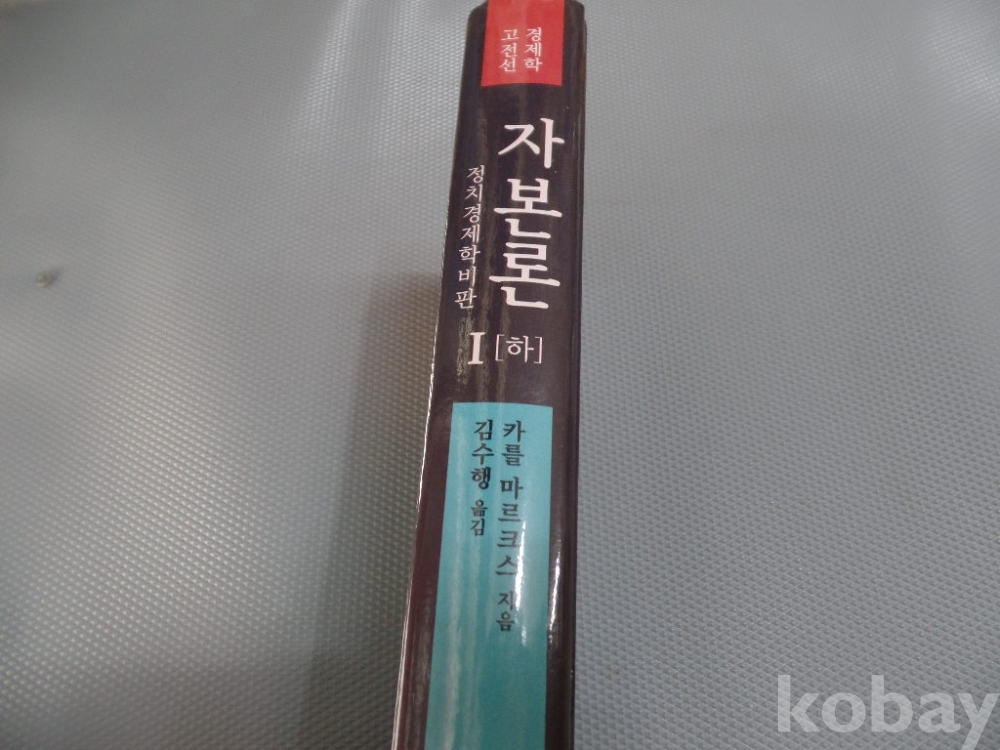 경제학
고전선
자본론
정치경제학비판
I [하]
카를 마르크스 지음
김수행 옮김
kobay